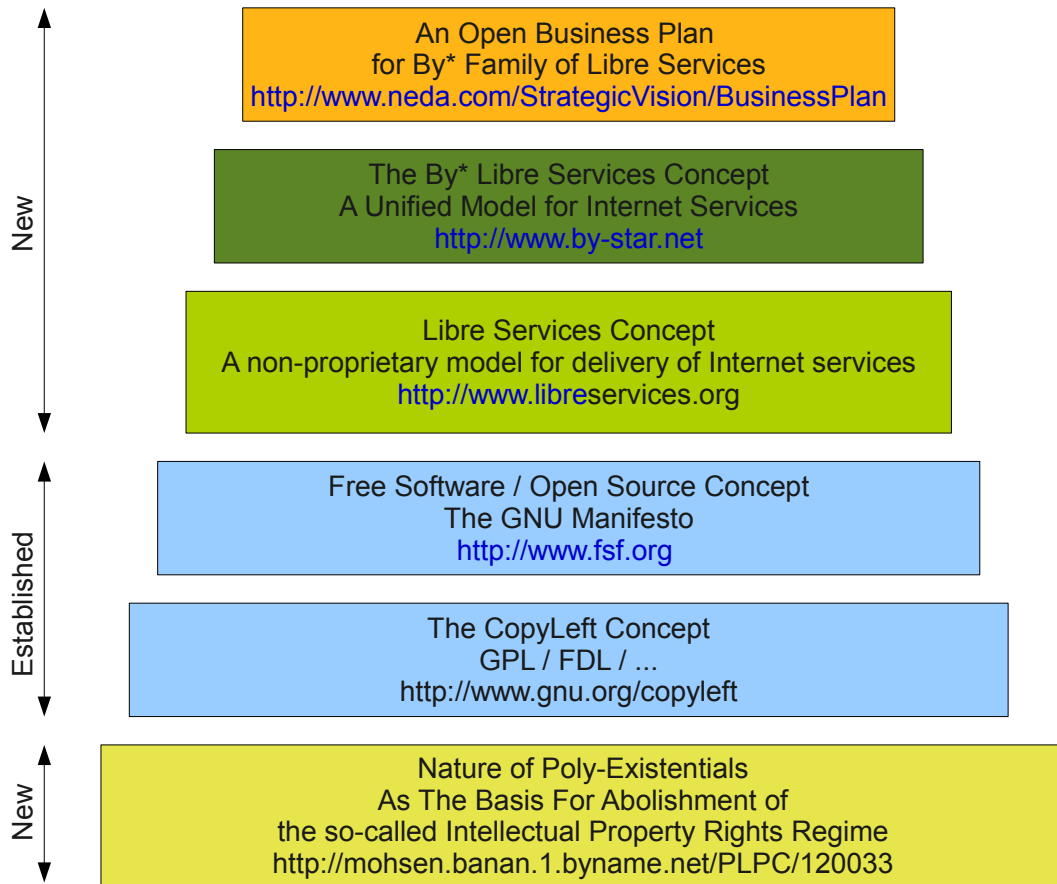 An Open Business Plan
for By* Family of Libre Services
http://www.neda.com/StrategicVision/BusinessPlan
New
The By* Libre Services Concept
A Unified Model for Internet Services
http://www.by-star.net
Libre Services Concept
A non-proprietary model for delivery of Internet services
http://www.libreservices.org
Established
Free Software / Open Source Concept
The GNU Manifesto
http://www.fsf.org
The CopyLeft Concept
GPL / FDL / ...
http://www.gnu.org/copyleft
New
Nature of Poly-Existentials
As The Basis For Abolishment of
the so-called Intellectual Property Rights Regime
http://mohsen.banan.1.byname.net/PLPC/120033